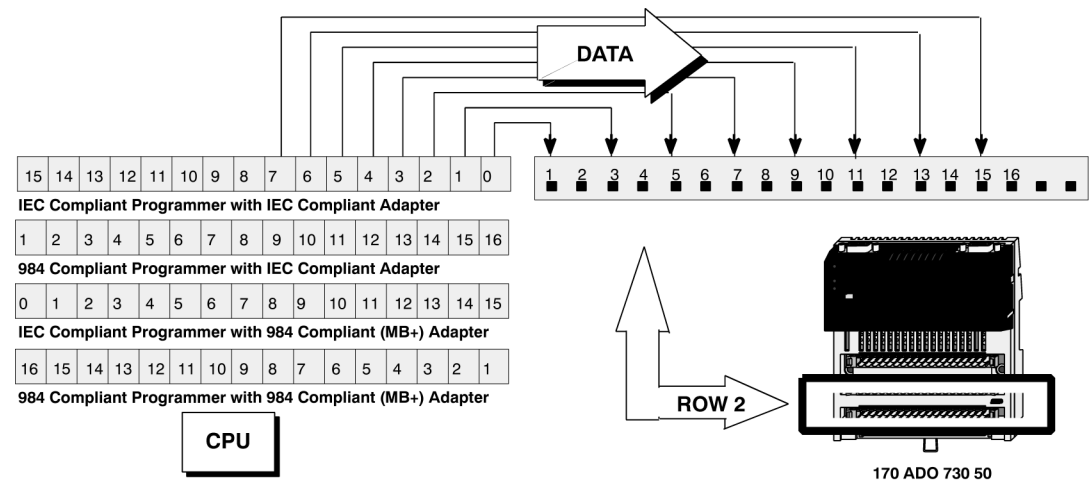 DATA
15 14 13 12 11 10 9 8 7 6 5 4 3 2 1 0
IEC Compliant Programmer with IEC Compliant Adapter
1 2 3 4 5 6 7 8 9 10 11 12 13 14 15 16
984 Compliant Programmer with IEC Compliant Adapter
0 1 2 3 4 5 6 7 8 9 10 11 12 13 14 15
IEC Compliant Programmer with 984 Compliant (MB+) Adapter
16 15 14 13 12 11 10 9 8 7 6 5 4 3 2 1
984 Compliant Programmer with 984 Compliant (MB+) Adapter
CPU
1 2 3 4 5 6 7 8 9 10 11 12 13 14 15 16
ROW 2
170 ADO 730 50